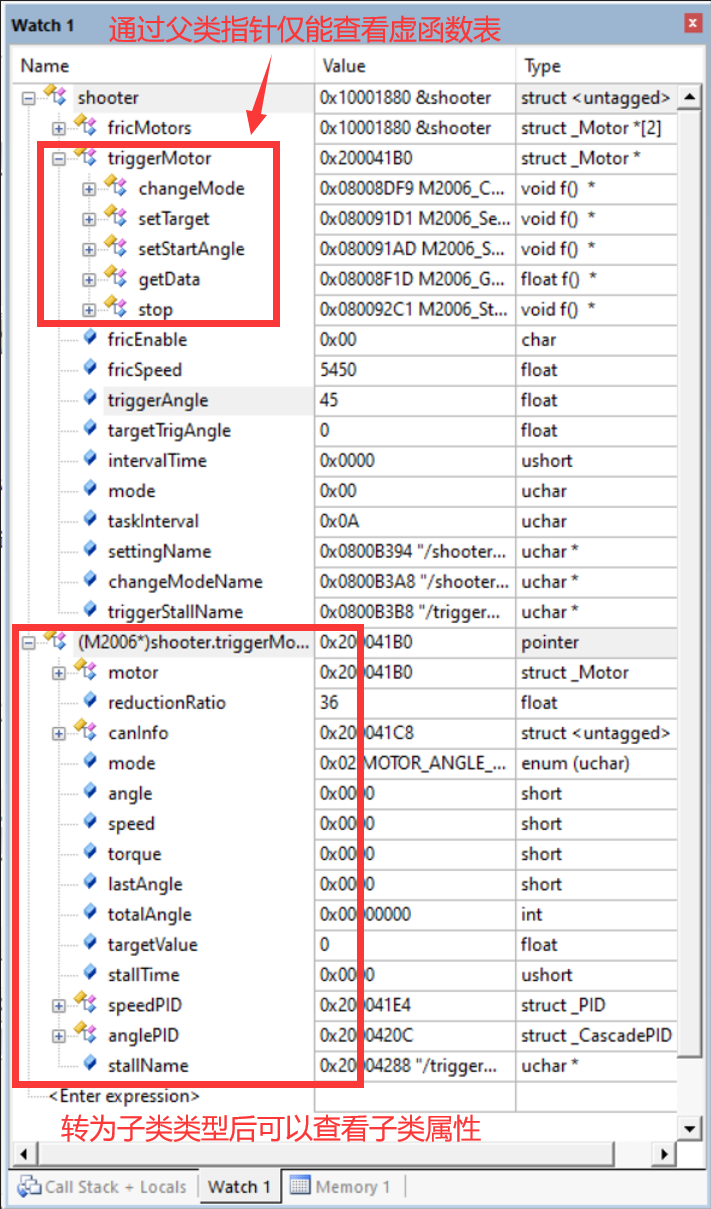 Watch 1
通过父类指针仅能查看虚函数表
Name Value Type
shooter 0x10001880 &shooter struct <untagged>
fricMotors 0x10001880 &shooter struct _Motor *[2]
triggerMotor 0x200041B0 struct _Motor *
changeMode 0x08008DF9 M2006_C... void f() *
setTarget 0x080091D1 M2006_Se... void f() *
setStartAngle 0x080091AD M2006_S... void f() *
getData 0x08008F1D M2006_G... float f() *
stop 0x080092C1 M2006_St... void f() *
fricEnable 0x00 char
fricSpeed 5450 float
triggerAngle 45 float
targetTrigAngle 0 float
intervalTime 0x0000 ushort
mode 0x00 uchar
taskInterval 0x0A uchar
settingName 0x0800B394 "/shooter... uchar *
changeModeName 0x0800B3A8 "/shooter... uchar *
triggerStallName 0x0800B3B8 "/trigger... uchar *
(M2006*)shooter.triggerMo... 0x200041B0 pointer
motor 0x200041B0 struct _Motor
reductionRatio 36 float
canInfo 0x200041C8 struct <untagged>
mode 0x02 MOTOR_ANGLE_... enum (uchar)
angle 0x0000 short
speed 0x0000 short
torque 0x0000 short
lastAngle 0x0000 short
totalAngle 0x00000000 int
targetValue 0 float
stallTime 0x0000 ushort
speedPID 0x200041E4 struct _PID
anglePID 0x2000420C struct _CascadePID
stallName 0x20004288 "/trigger... uchar *
<Enter expression>
转为子类类型后可以查看子类属性
Call Stack + Locals Watch 1 Memory 1